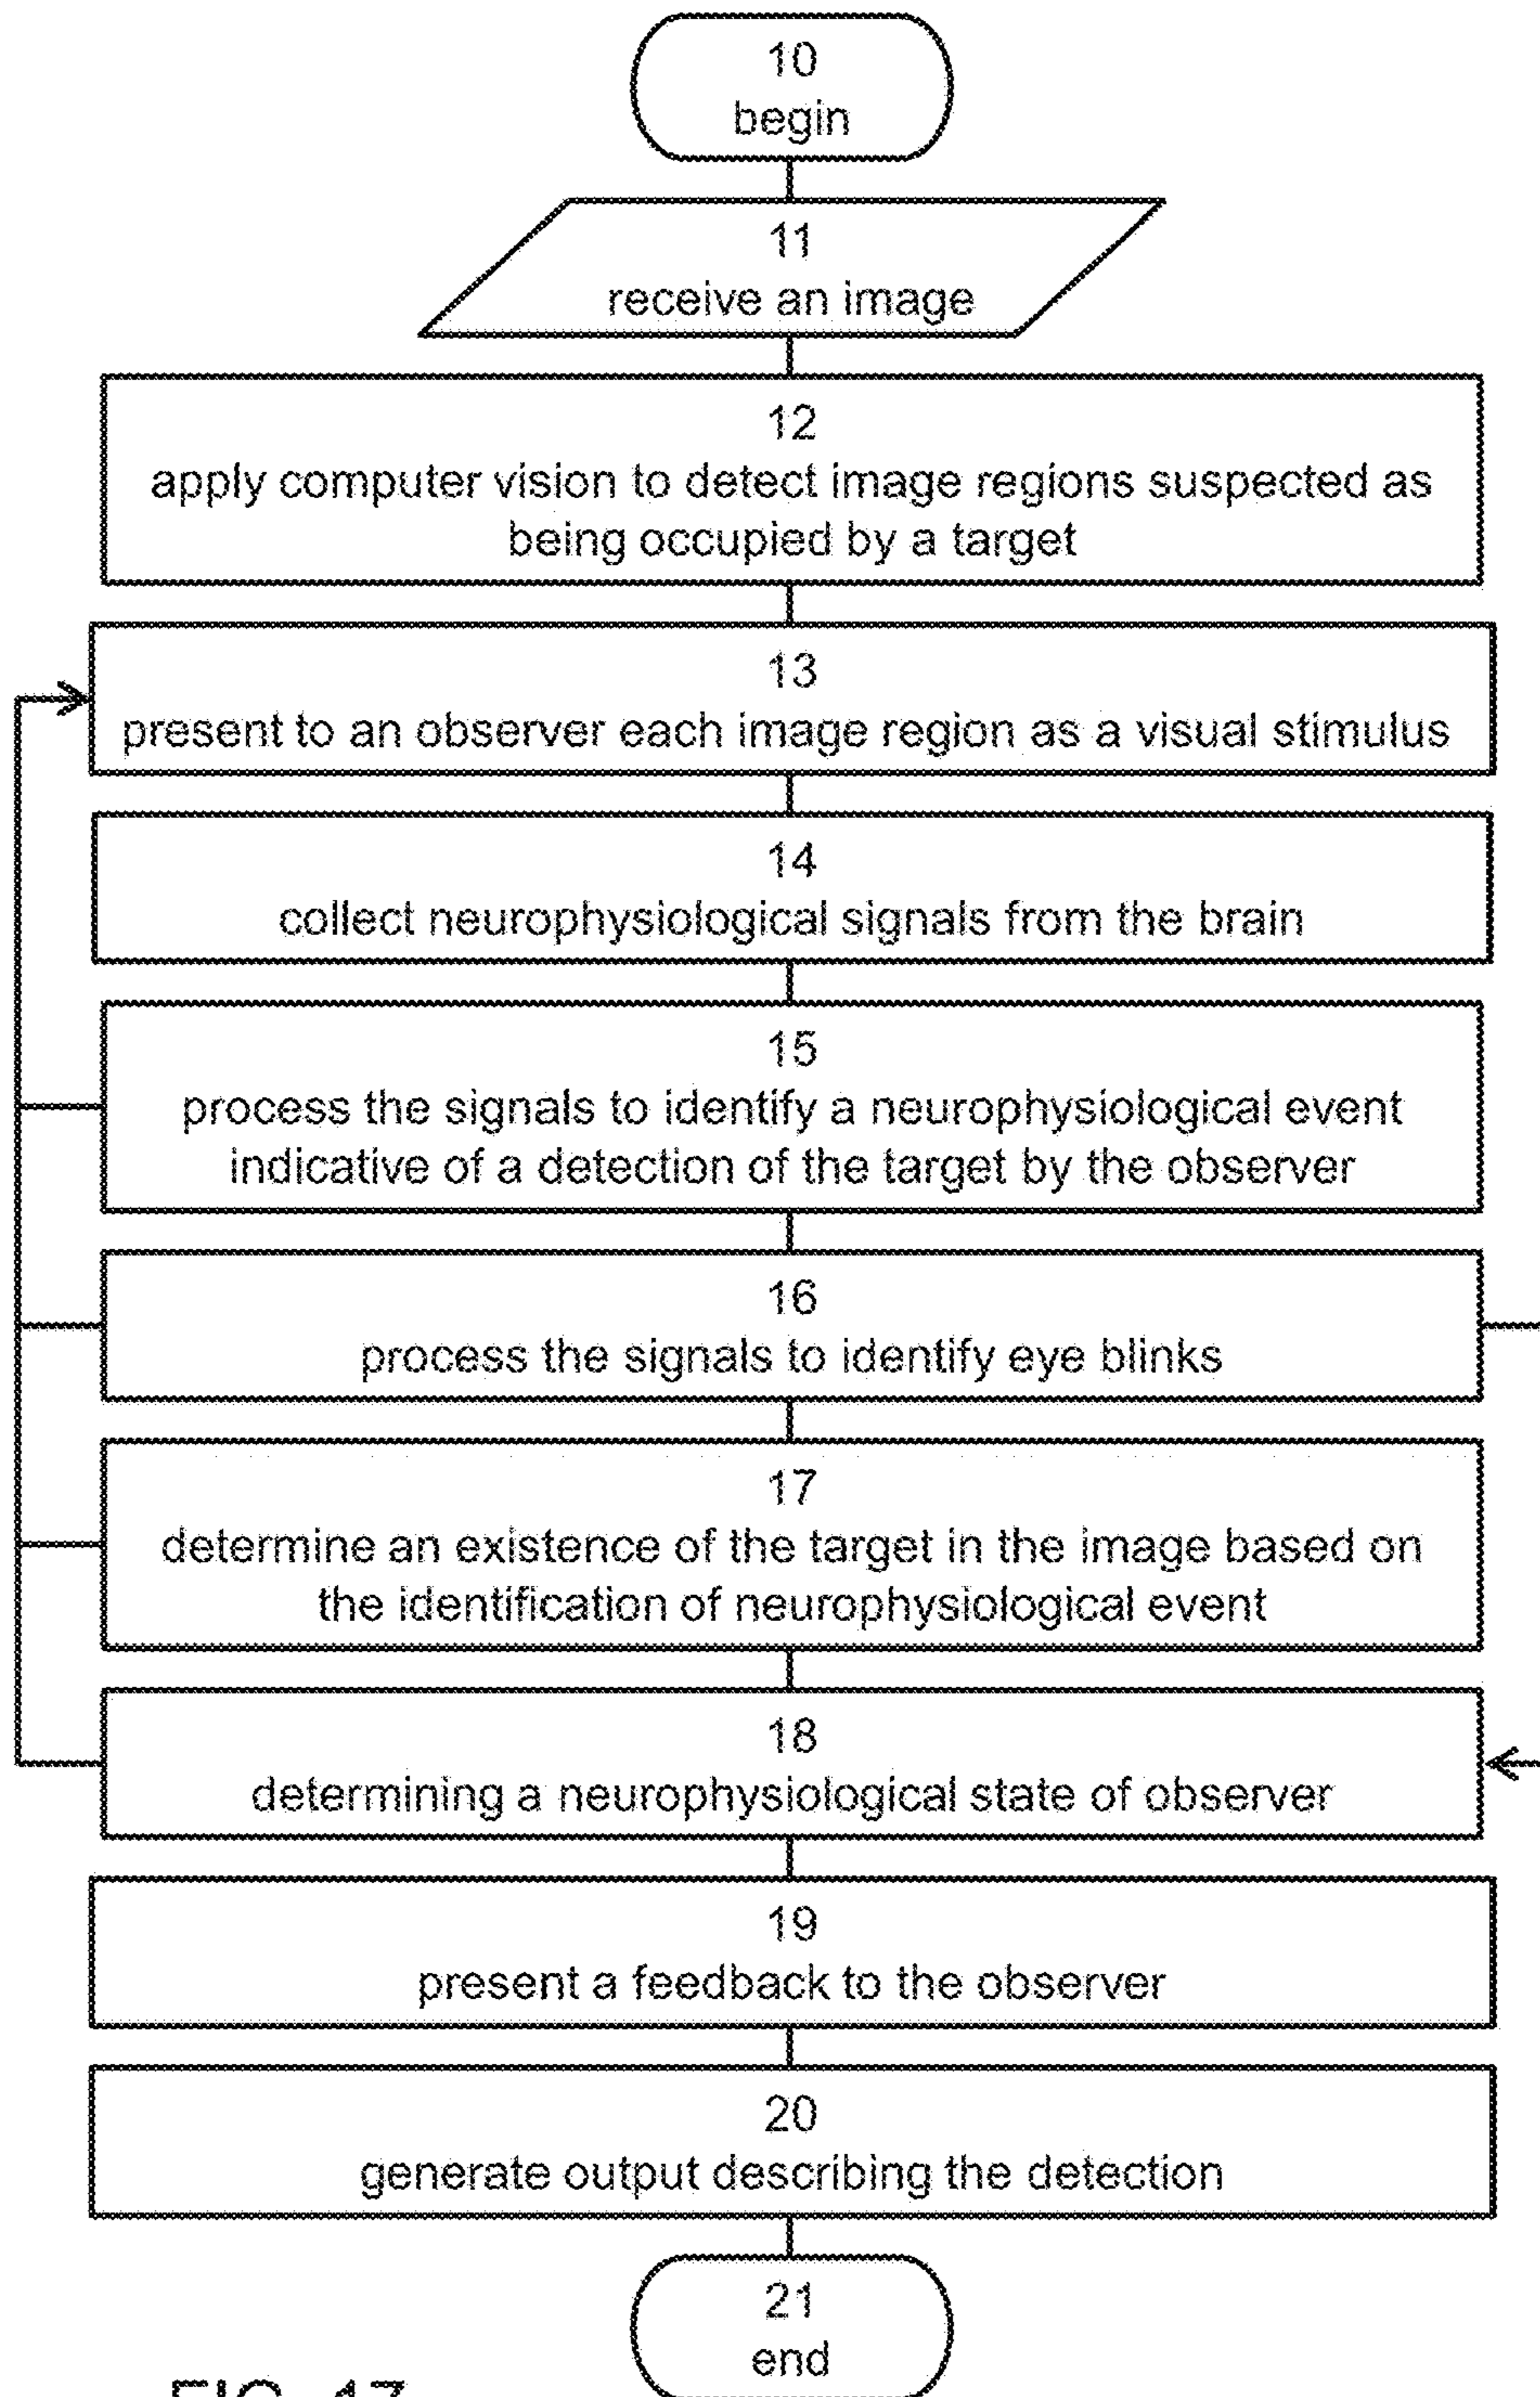 10
begin
11
receive an image
12
apply computer vision to detect image regions suspected as
being occupied by a target
13
present to an observer each image region as a visual stimulus
14
collect neurophysiological signals from the brain
15
process the signals to identify a neurophysiological event
indicative of a detection of the target by the observer
16
process the signals to identify eye blinks
17
determine an existence of the target in the image based on
the identification of neurophysiological event
18
determining a neurophysiological state of observer
19
present a feedback to the observer
20
generate output describing the detection
21
end